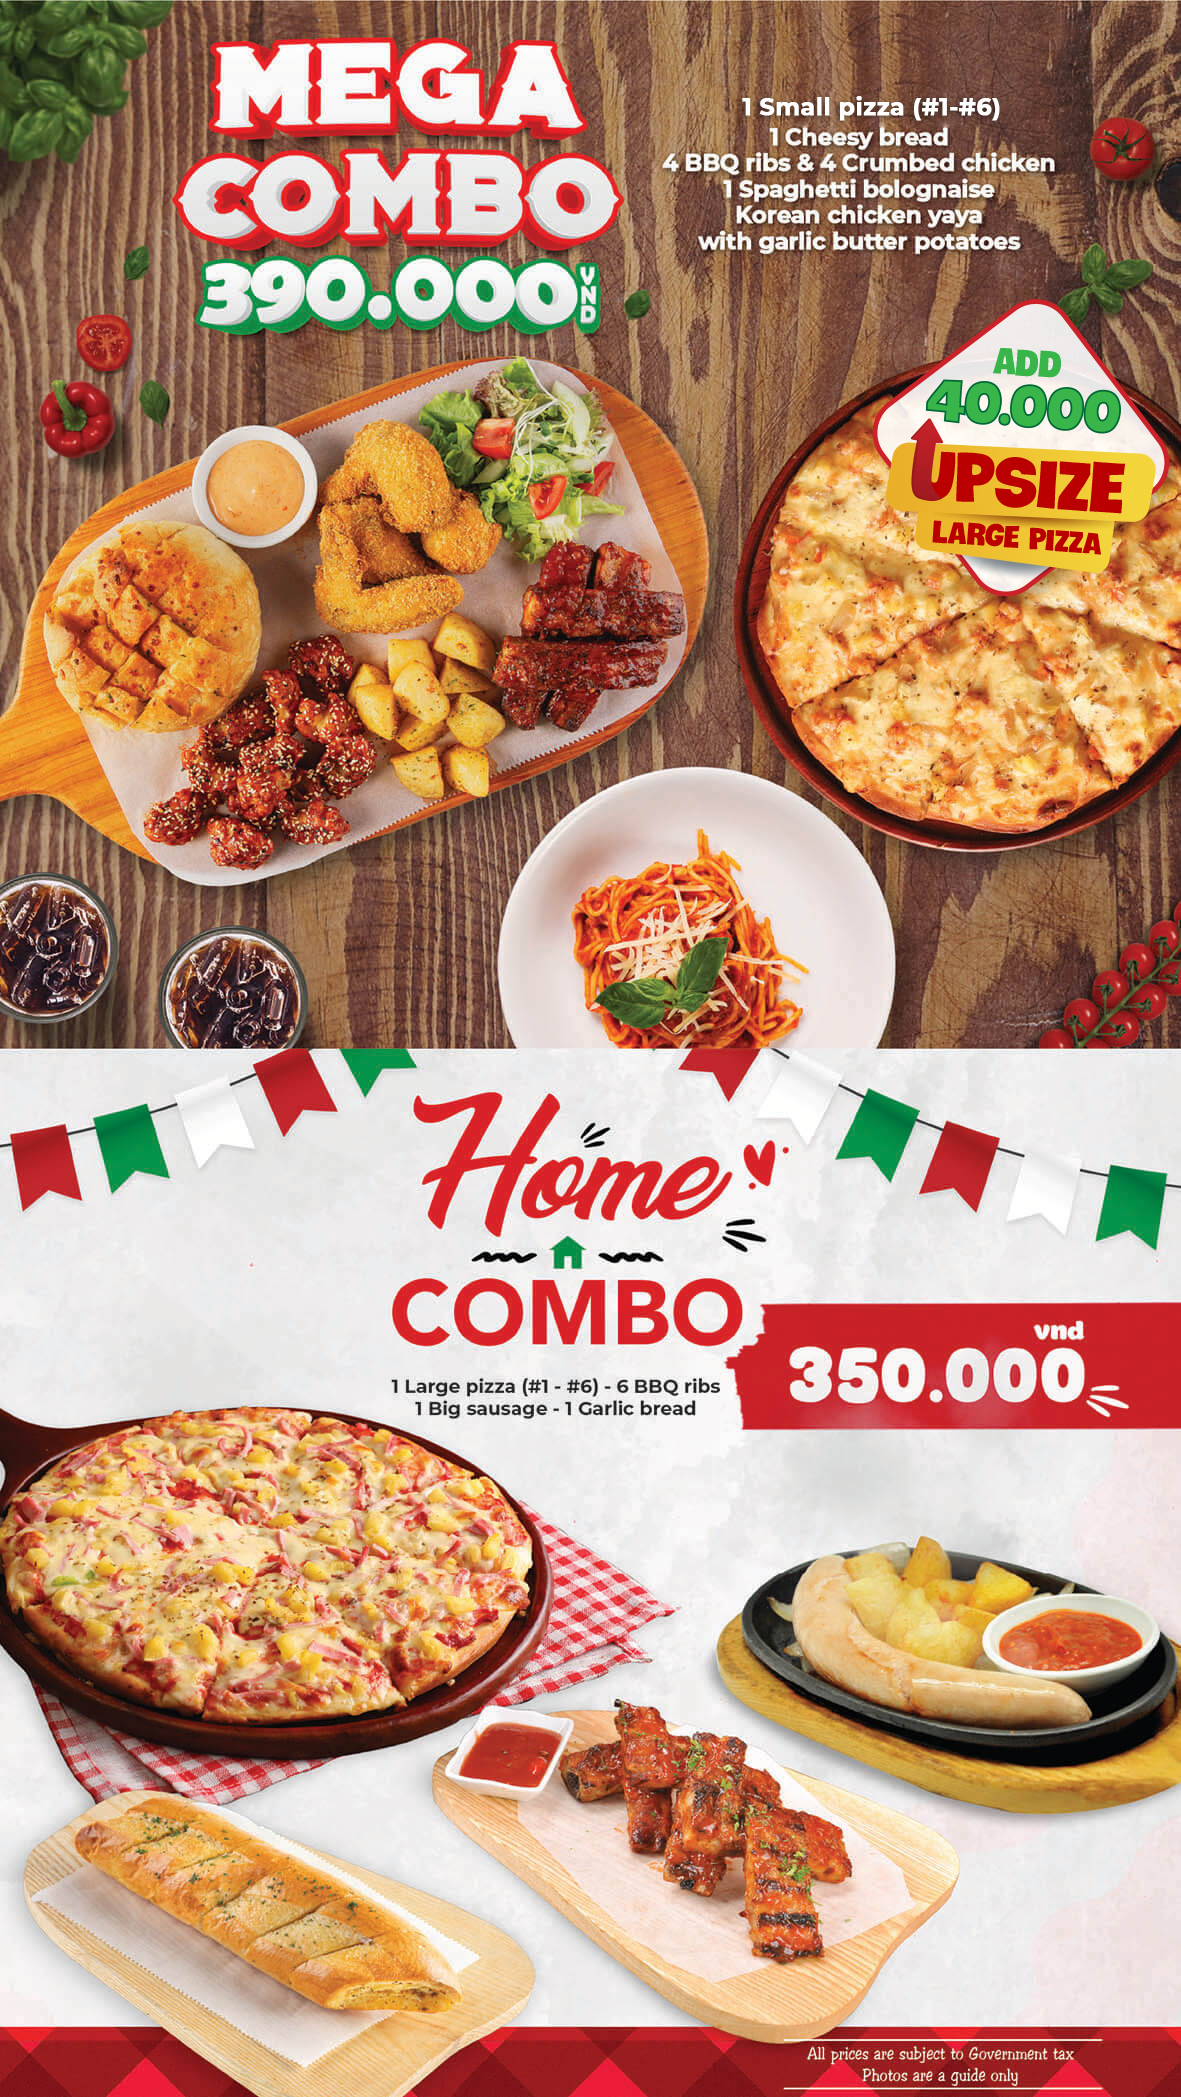 MEGA
COMBO
390.000 VND
1 Small pizza (#1-#6)
1 Cheesy bread
4 BBQ ribs & 4 Crumbed chicken
1 Spaghetti bolognaise
Korean chicken yaya
with garlic butter potatoes
ADD
40.000
UPSIZE
LARGE PIZZA
Home
COMBO
vnd
350.000
1 Large pizza (#1 - #6) - 6 BBQ ribs
1 Big sausage - 1 Garlic bread
All prices are subject to Government tax
Photos are a guide only